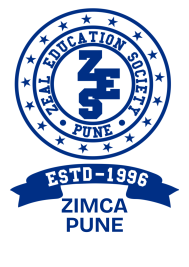 ZEAL EDUCATION SOCIETY
ZES
• PUNE •
ESTD-1996
ZIMCA
PUNE